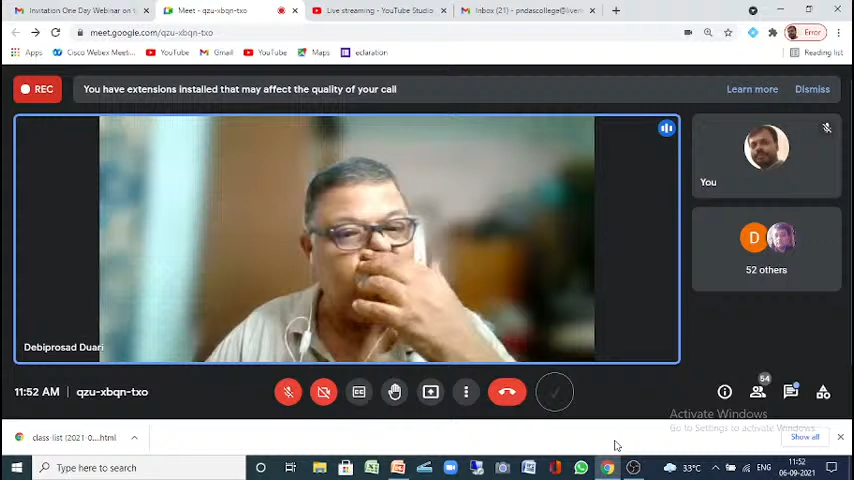 Invitation One Day Webinar on t
Meet - qzu-xbqn-txo
Live streaming - YouTube Studio
Inbox (21) - pndascollege@live
meet.google.com/qzu-xbqn-txo
Error
Apps
Cisco Webex Meet...
YouTube
Gmail
YouTube
Maps
eclaration
Reading list
REC
You have extensions installed that may affect the quality of your call
Learn more
Dismiss
You
D
52 others
Debiprosad Duari
11:52 AM | qzu-xbqn-txo
54
Activate Windows
Go to Settings to activate Windows.
class-list (2021-0....html
Show all
Type here to search
33°C
ENG
11:52
06-09-2021